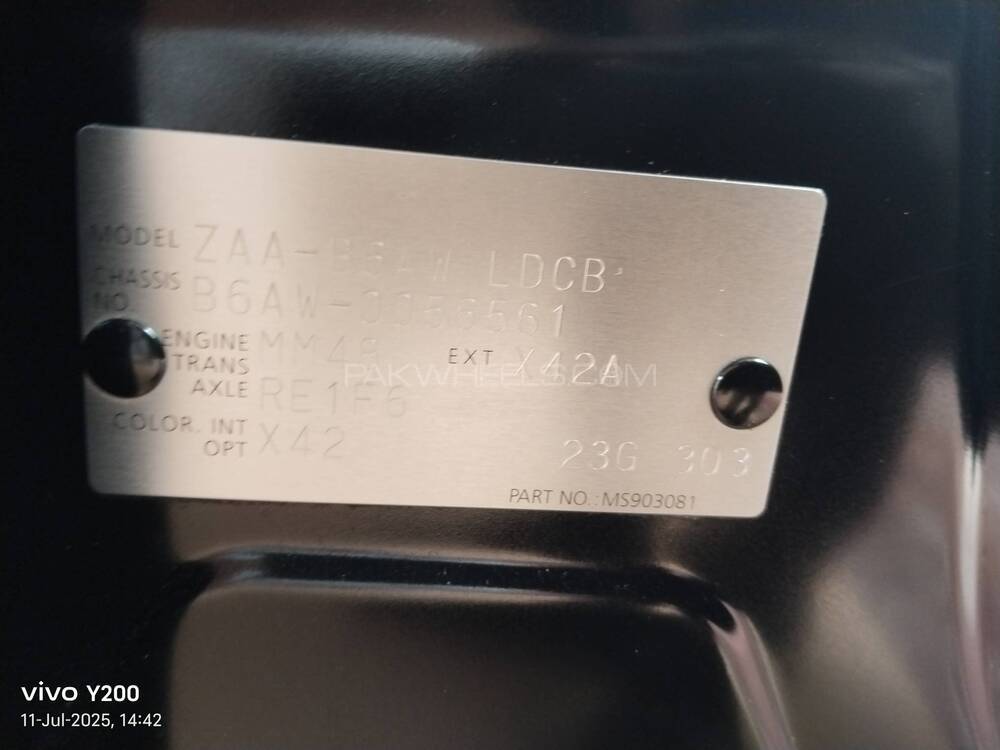 MODEL ZAA-B6AW LDCB
CHASSIS
NO B6AW-0056561
ENGINE MM48 EXT X42A
TRANS
AXLE RE1F6
PAKWHEELS.COM
COLOR. INT X42
OPT
23G 303
PART NO.: MS903081
vivo Y200
11-Jul-2025, 14:42